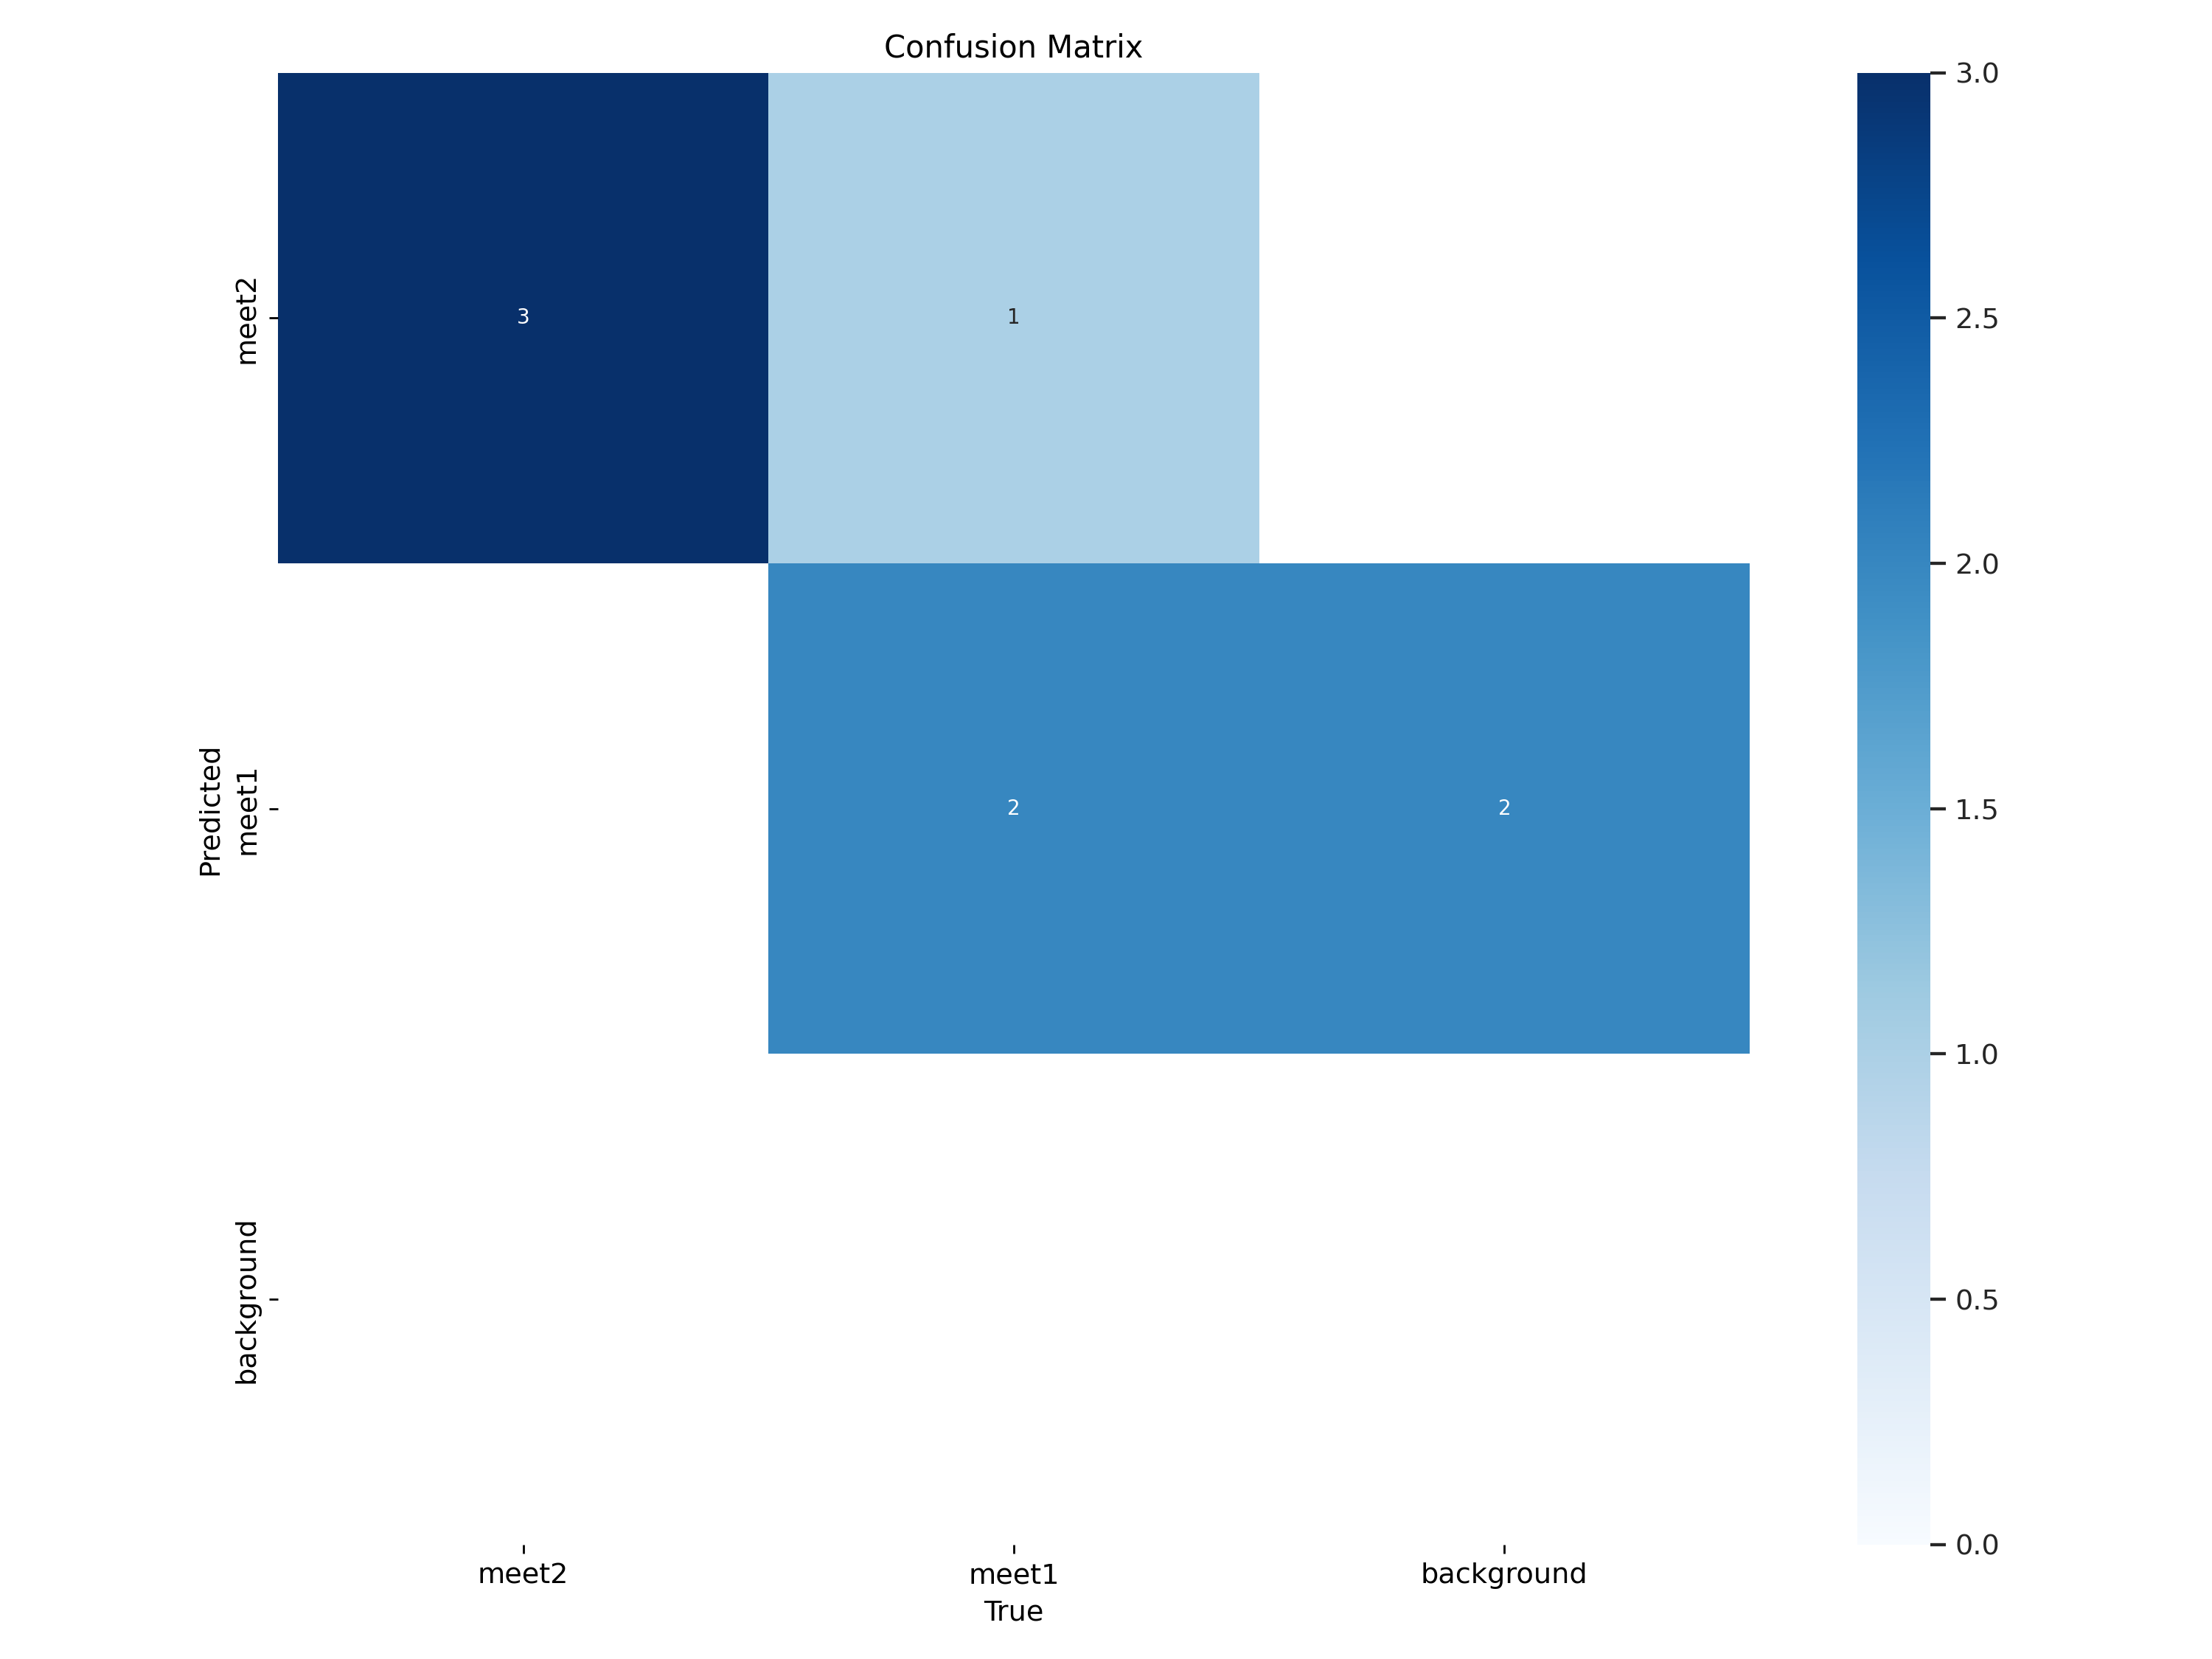 Confusion Matrix
3.0
meet2
3
1
2.5
2.0
Predicted
meet1
2
2
1.5
1.0
background
0.5
0.0
meet2
meet1
background
True